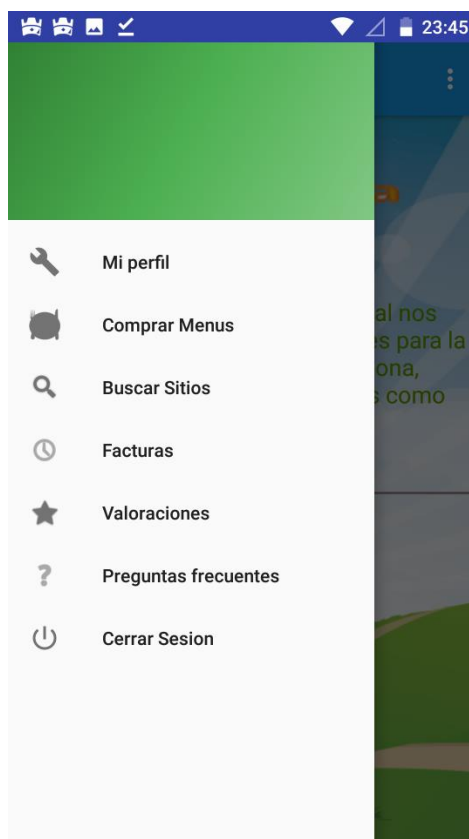 23:45
Mi perfil
Comprar Menus
Buscar Sitios
Facturas
Valoraciones
Preguntas frecuentes
Cerrar Sesion
al nos
es para la
ona,
s como